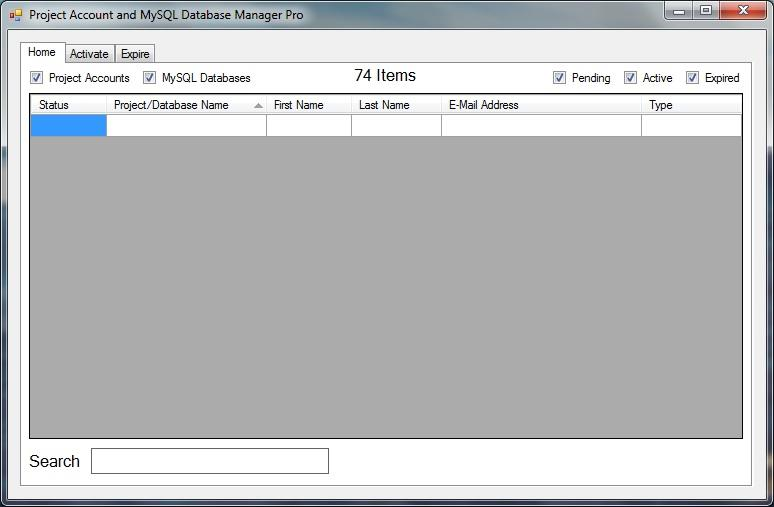 Project Account and MySQL Database Manager Pro
Home Activate Expire
Project Accounts MySQL Databases 74 Items Pending Active Expired
Status Project/Database Name First Name Last Name E-Mail Address Type
Search